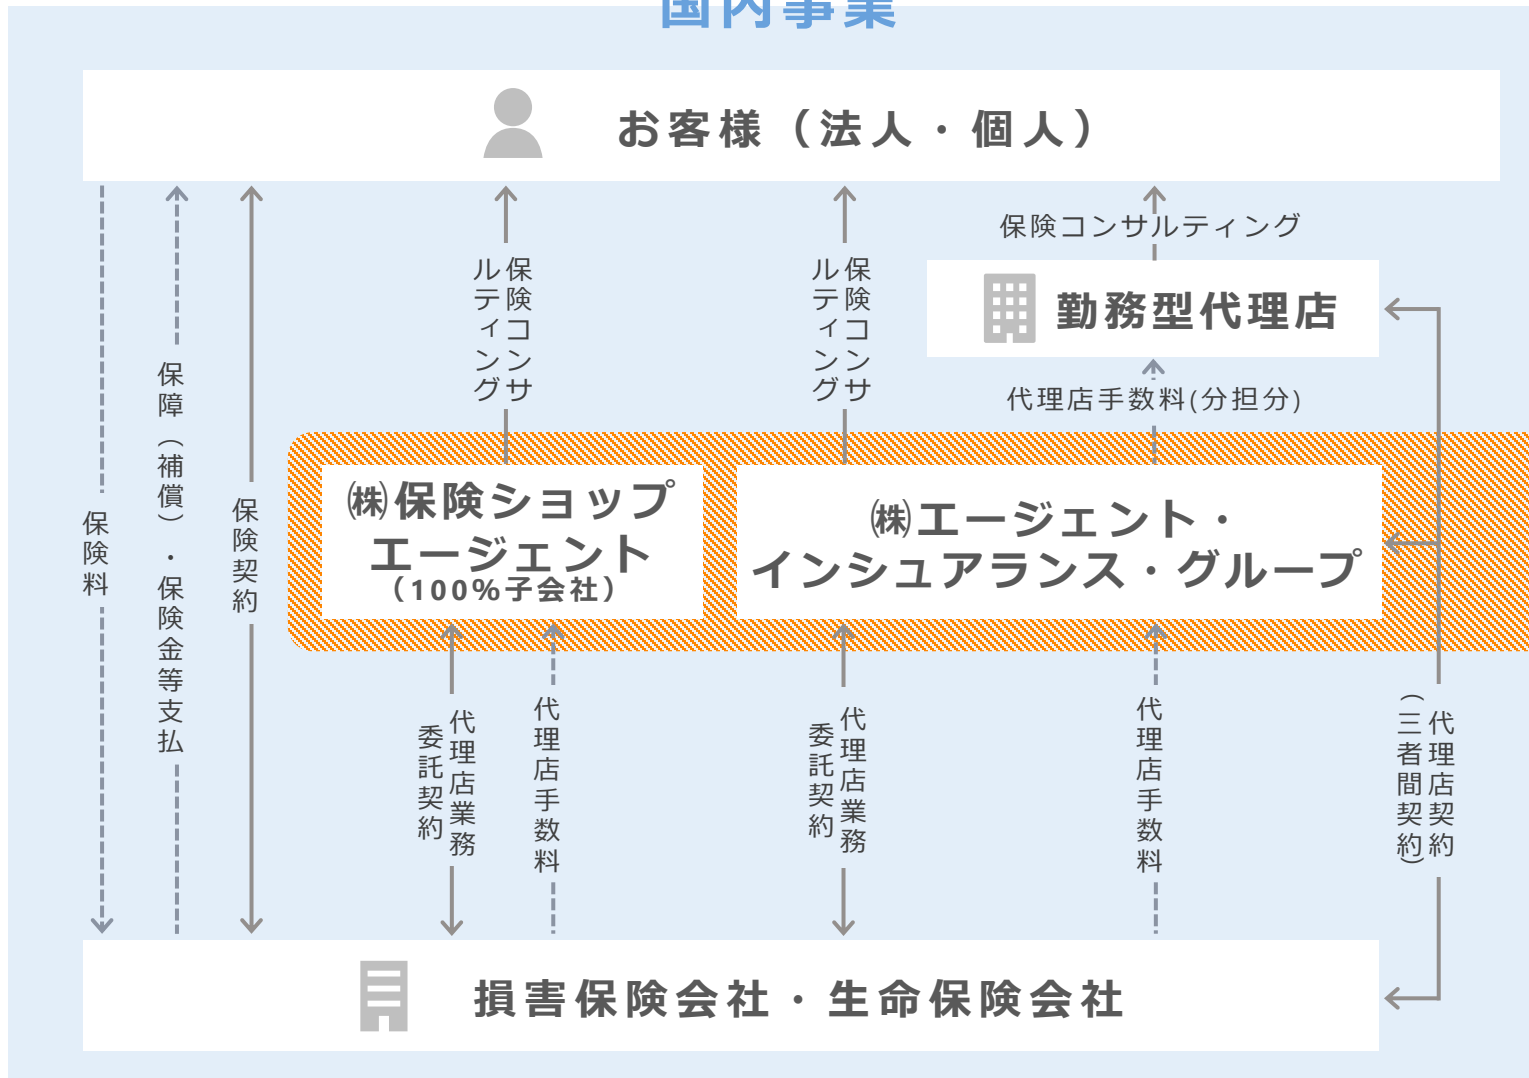 国内事業
お客様（法人・個人）
保険コンサルティング
保険コンサ
ルティング
保険コンサ
ルティング
勤務型代理店
代理店手数料(分担分)
保険料
保障（補償）・保険金等支払
保険契約
㈱保険ショップ
エージェント
（100%子会社）
㈱エージェント・
インシュアランス・グループ
代理店業務
委託契約
代理店手数料
代理店業務
委託契約
代理店手数料
代理店契約
(三者間契約)
損害保険会社・生命保険会社